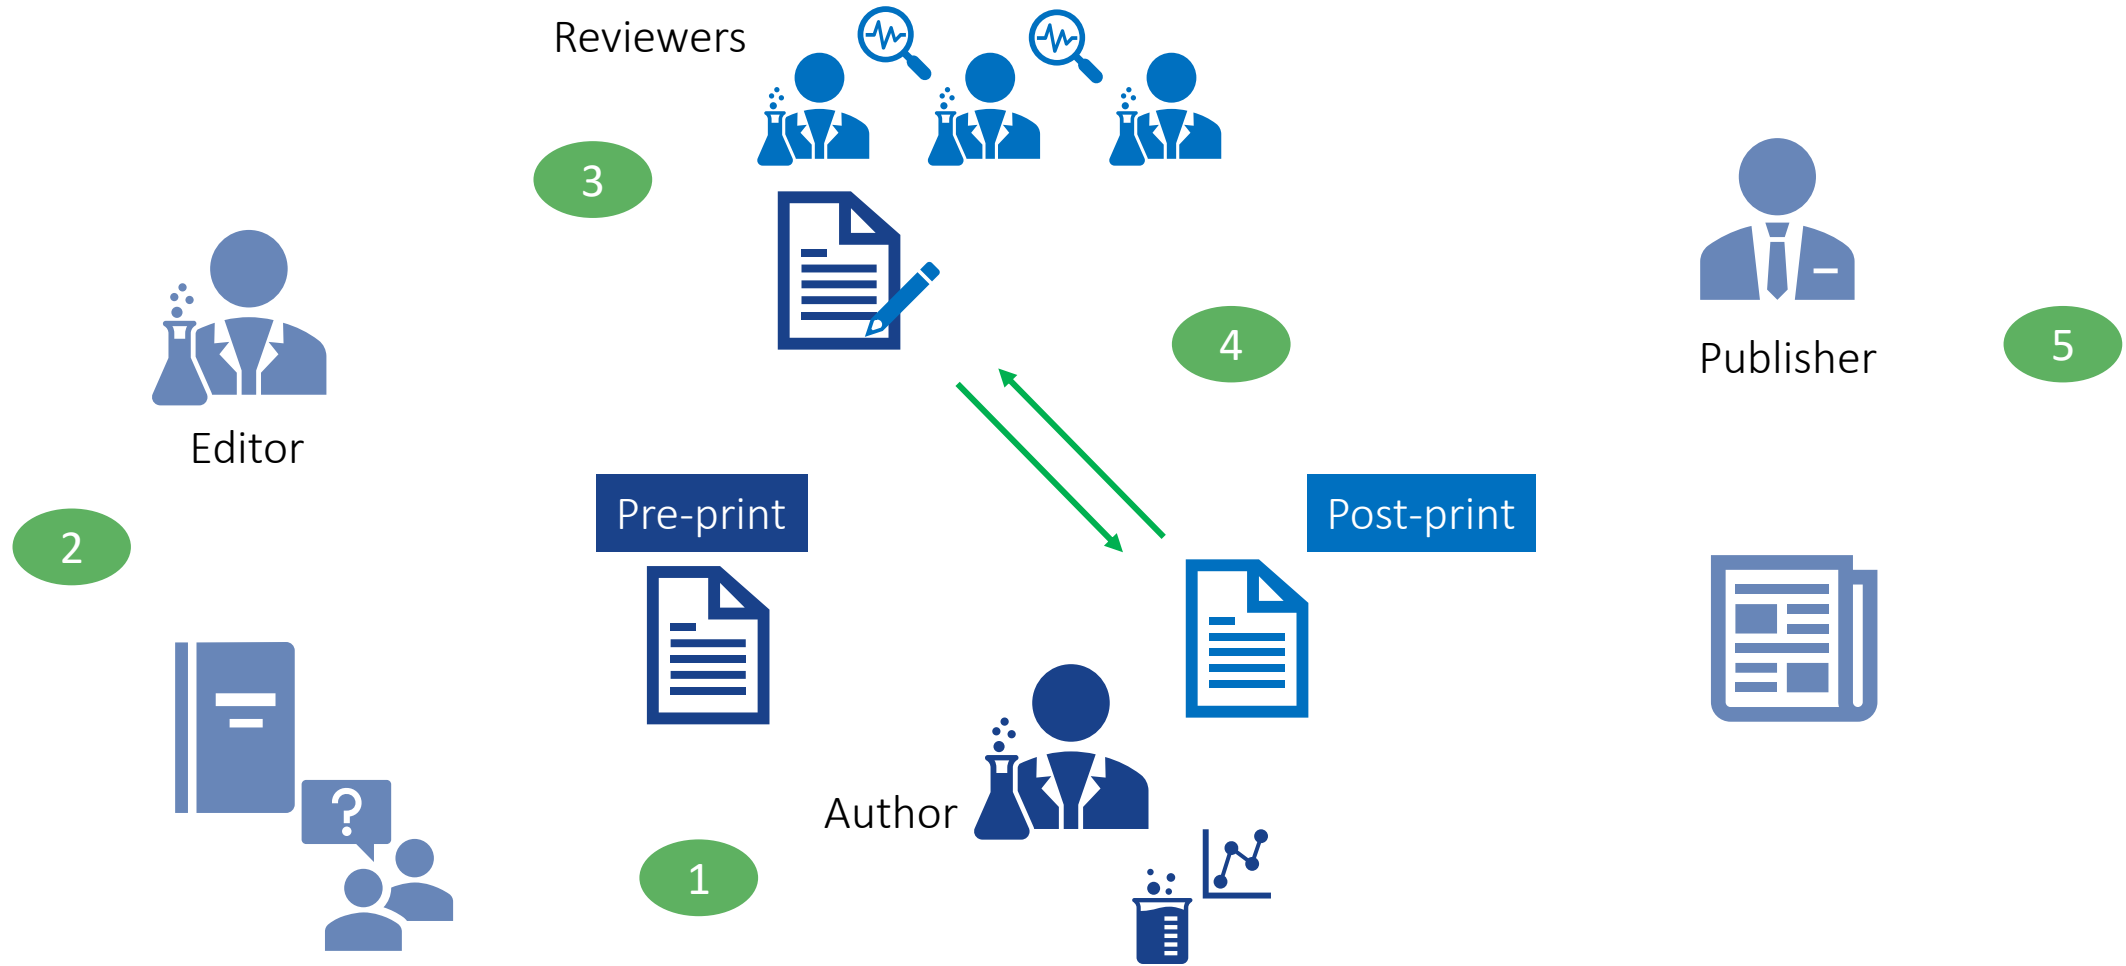 Reviewers
3
4
Publisher
5
Editor
Pre-print
Post-print
2
?
Author
1